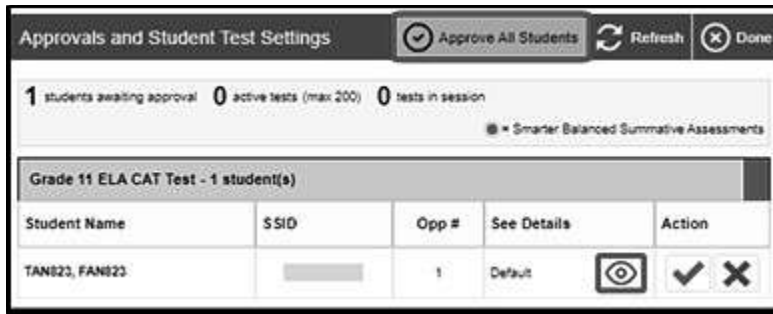 Approvals and Student Test Settings Approve All Students Refresh Done
1 students awaiting approval 0 active tests (max 200) 0 tests in session
= Smarter Balanced Summative Assessments
Grade 11 ELA CAT Test - 1 student(s)
Student Name SSID Opp # See Details Action
TAN823, FAN823 1 Default